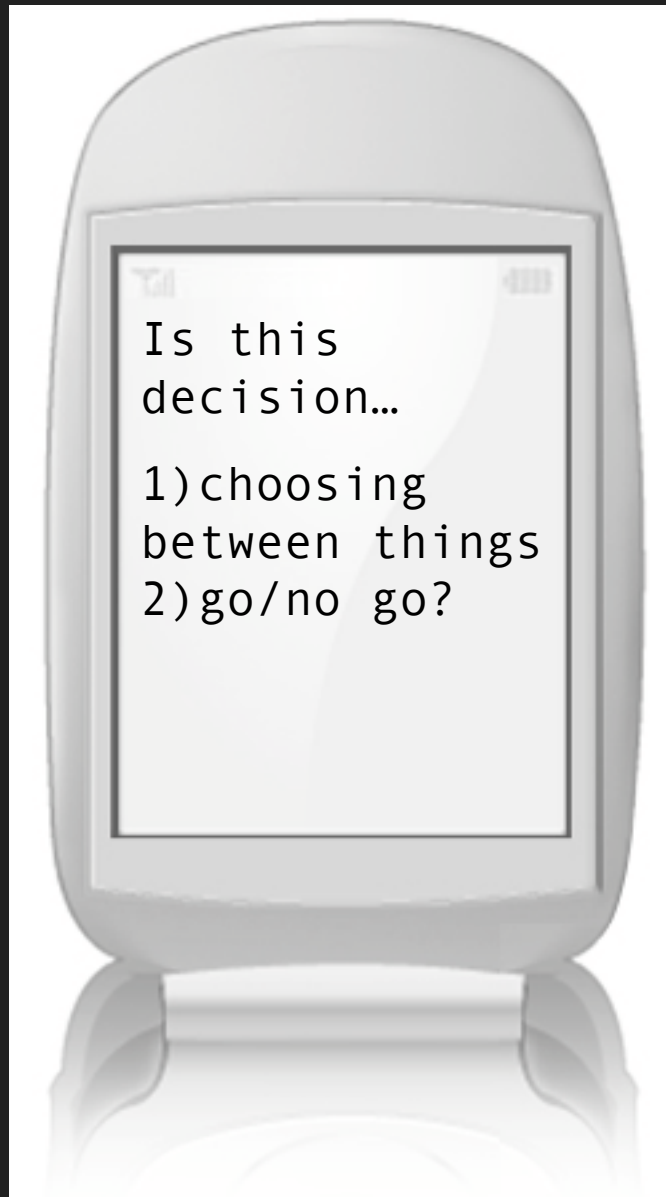 Is this
decision…
1)choosing
between things
2)go/no go?